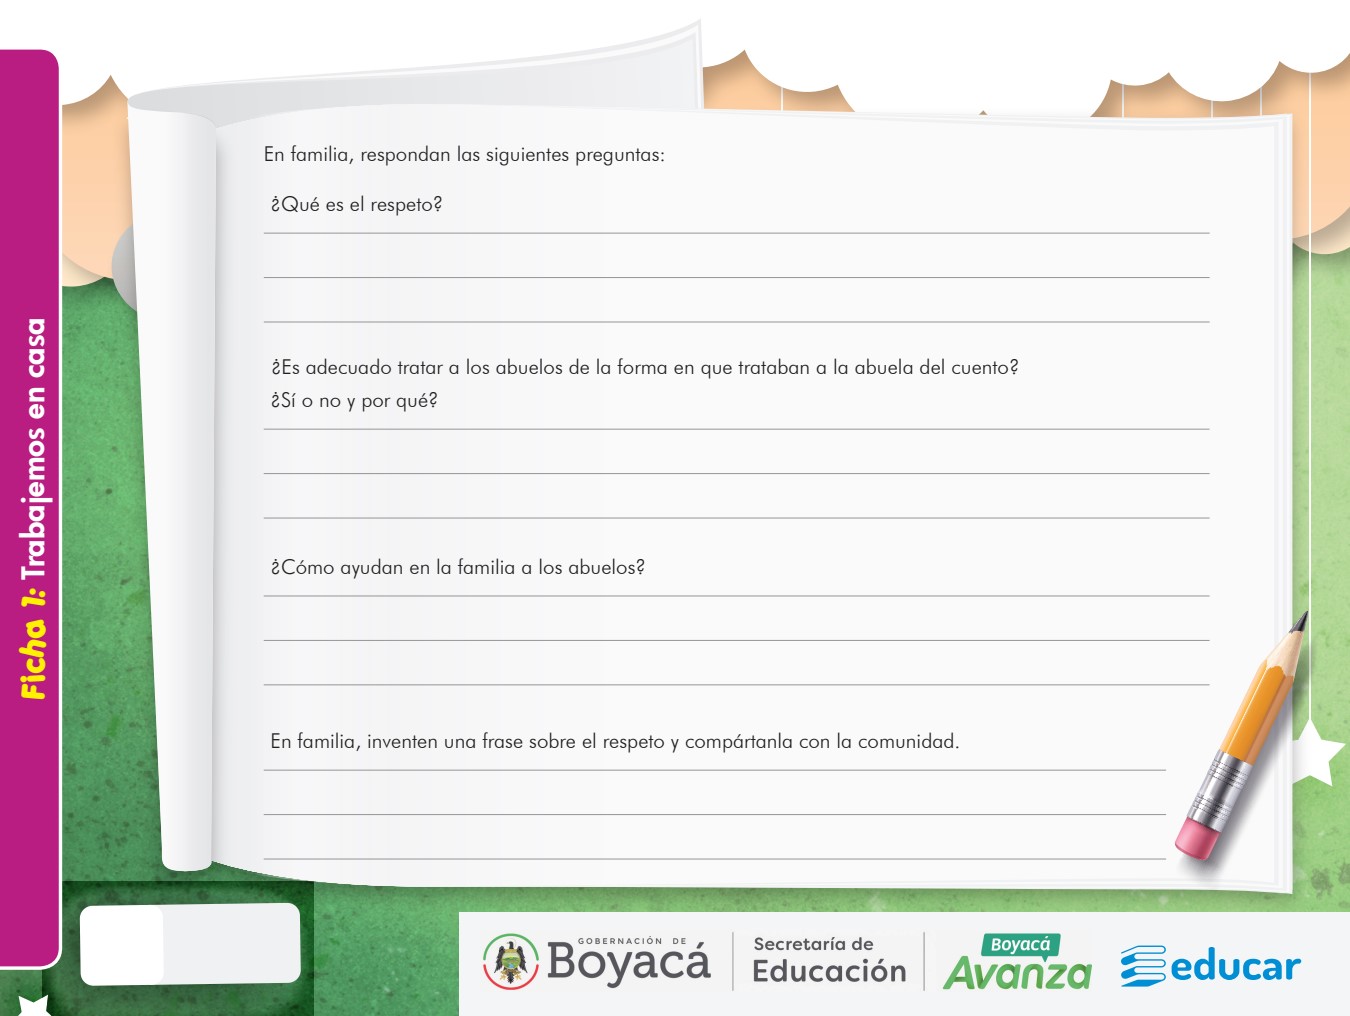 Ficha 1: Trabajemos en casa
En familia, respondan las siguientes preguntas:
¿Qué es el respeto?
¿Es adecuado tratar a los abuelos de la forma en que trataban a la abuela del cuento?
¿Sí o no y por qué?
¿Cómo ayudan en la familia a los abuelos?
En familia, inventen una frase sobre el respeto y compártanla con la comunidad.
GOBERNACIÓN DE
Boyacá
Secretaría de
Educación
Boyacá
Avanza
educar